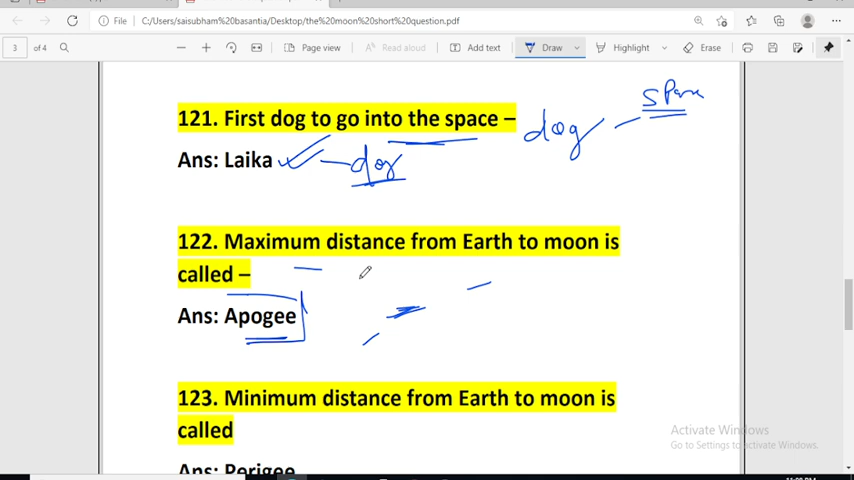 File
C:/Users/saisubham%20basantia/Desktop/the%20moon%20short%20question.pdf
3 of 4
Page view
Read aloud
Add text
Draw
Highlight
Erase
121. First dog to go into the space –
dog
Ans: Laika
dog
122. Maximum distance from Earth to moon is
called –
Ans: Apogee
123. Minimum distance from Earth to moon is
called
Ans: Perigee
Activate Windows
Go to Settings to activate Windows.